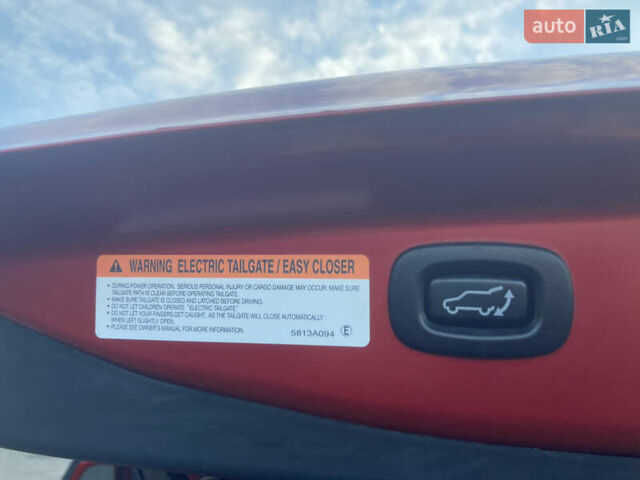 auto RIA.com
WARNING ELECTRIC TAILGATE / EASY CLOSER
• DURING POWER OPERATION, SERIOUS PERSONAL INJURY OR CARGO DAMAGE MAY OCCUR. MAKE SURE
TAILGATE PATH IS CLEAR BEFORE OPERATING TAILGATE.
• MAKE SURE TAILGATE IS CLOSED AND LATCHED BEFORE DRIVING.
• DO NOT LET CHILDREN OPERATE "ELECTRIC TAILGATE"
• DO NOT LET YOUR FINGERS GET CAUGHT, AS THE TAILGATE WILL CLOSE AUTOMATICALLY
WHEN LEFT SLIGHTLY OPEN.
• PLEASE SEE OWNER'S MANUAL FOR MORE INFORMATION.
5813A094 Ⓔ